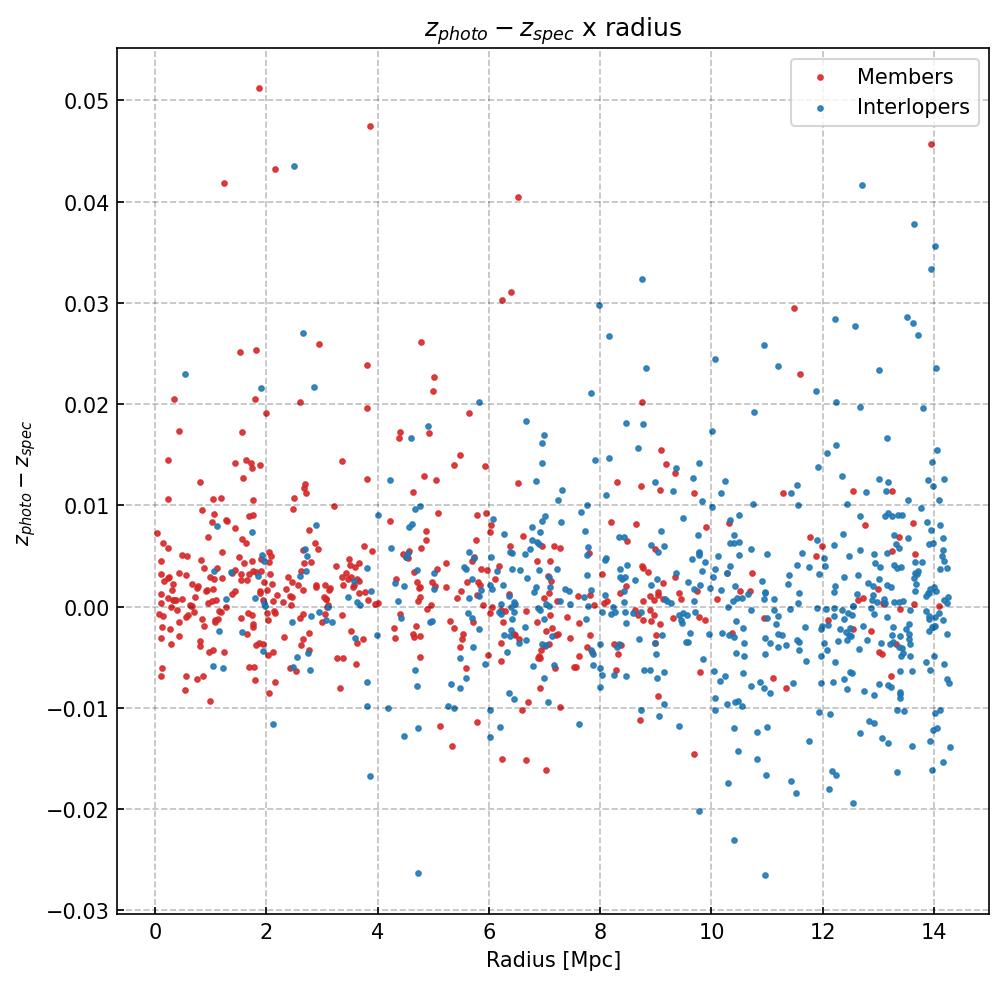 z_photo − z_spec x radius
Members
Interlopers
z_photo − z_spec
0.05
0.04
0.03
0.02
0.01
0.00
−0.01
−0.02
−0.03
0 2 4 6 8 10 12 14
Radius [Mpc]